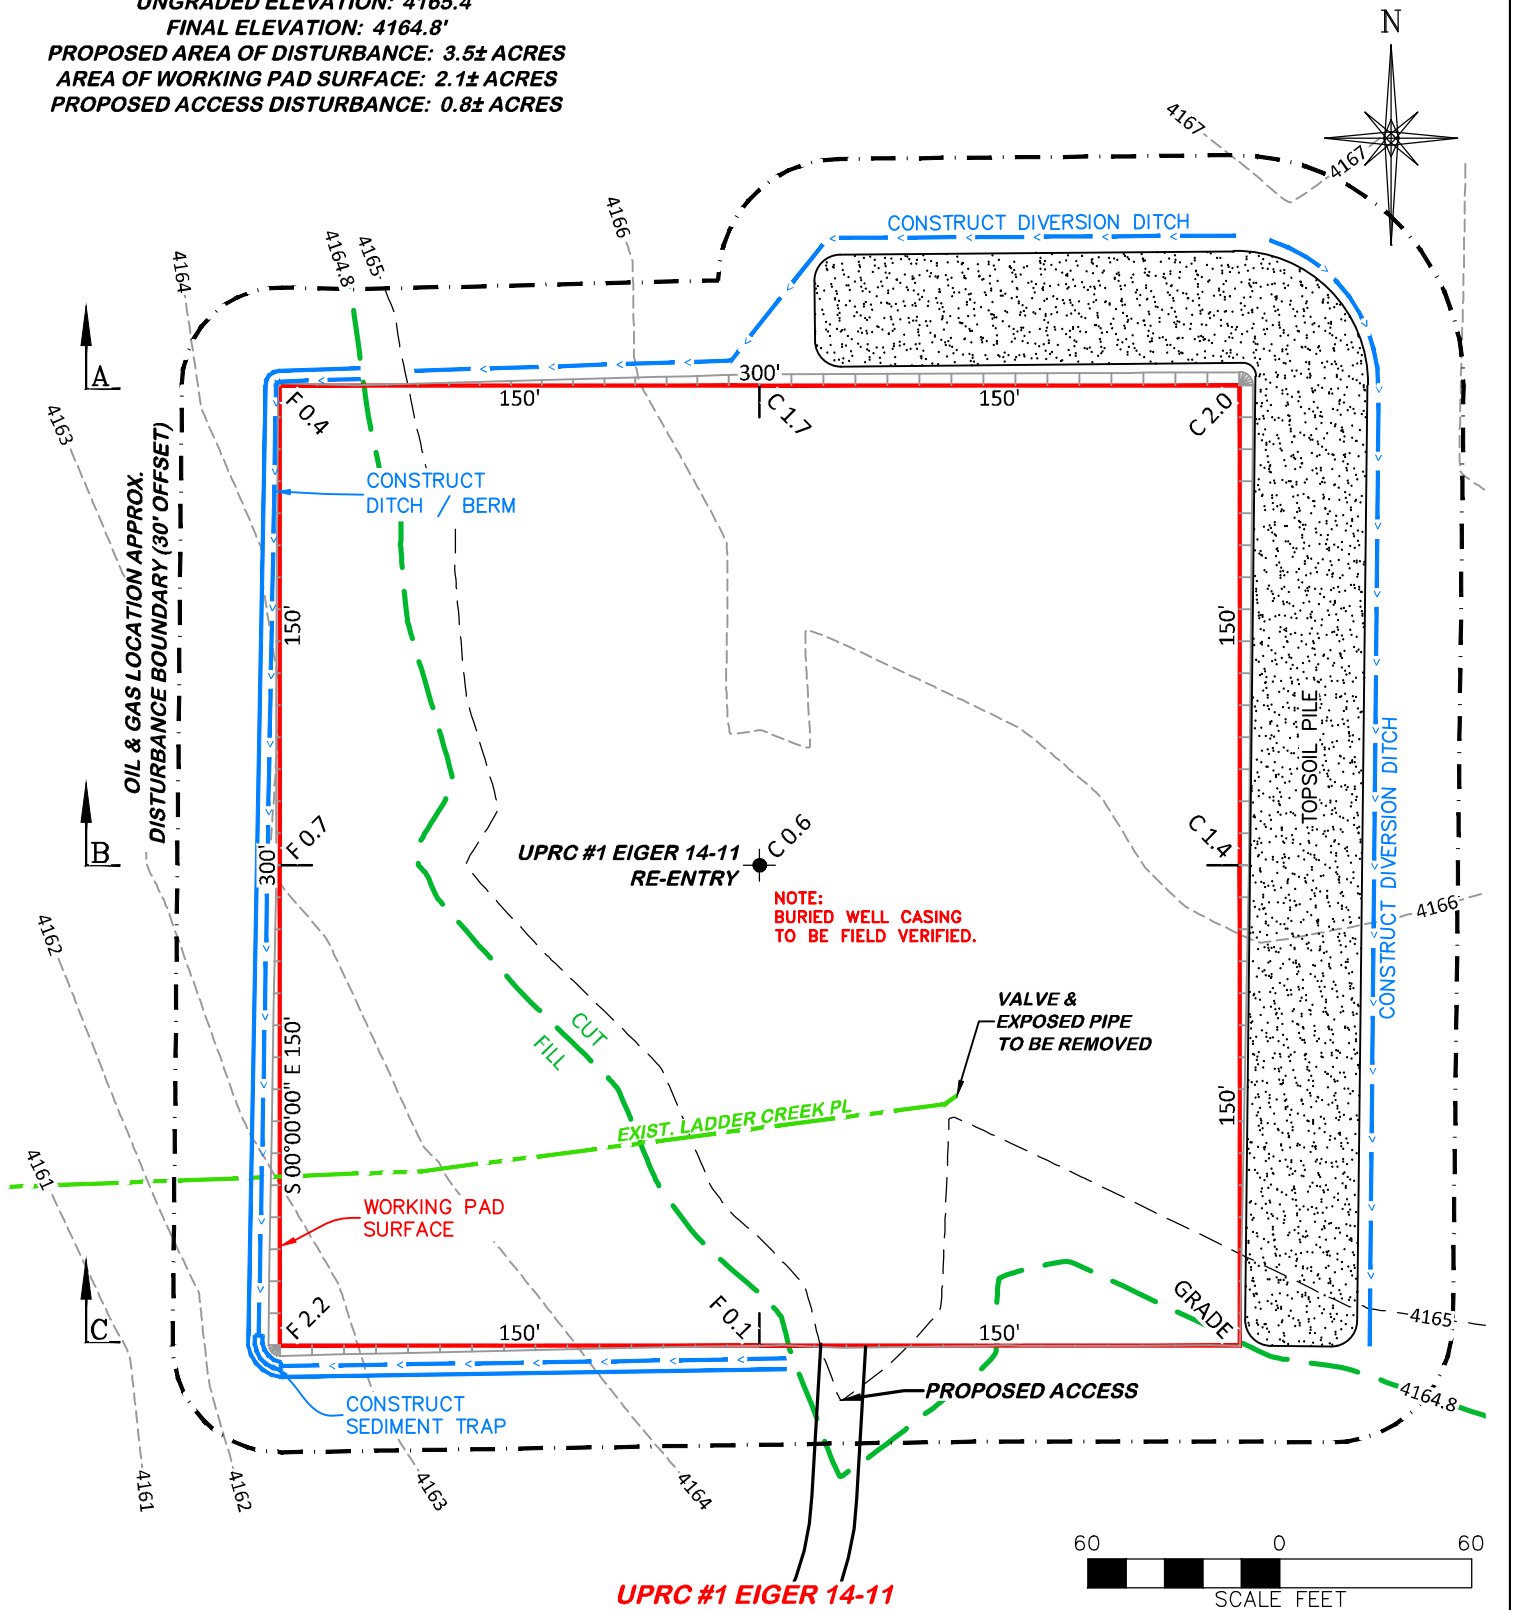 UNGRADED ELEVATION: 4165.4'
FINAL ELEVATION: 4164.8'
PROPOSED AREA OF DISTURBANCE: 3.5± ACRES
AREA OF WORKING PAD SURFACE: 2.1± ACRES
PROPOSED ACCESS DISTURBANCE: 0.8± ACRES
N
4167
4167
4166
4165
4164.8
4164
CONSTRUCT DIVERSION DITCH
A
300'
F 0.4
150'
C 1.7
150'
C 2.0
4163
OIL & GAS LOCATION APPROX.
DISTURBANCE BOUNDARY (30' OFFSET)
CONSTRUCT
DITCH / BERM
150'
150'
TOPSOIL PILE
CONSTRUCT DIVERSION DITCH
B
F 0.7
300'
UPRC #1 EIGER 14-11
RE-ENTRY
C 0.6
C 1.4
NOTE:
BURIED WELL CASING
TO BE FIELD VERIFIED.
4166
4162
VALVE &
EXPOSED PIPE
TO BE REMOVED
CUT
FILL
S 00°00'00" E 150'
150'
EXIST. LADDER CREEK PL
4161
WORKING PAD
SURFACE
C
F 2.2
150'
F 0.1
150'
GRADE
4165
PROPOSED ACCESS
4164.8
CONSTRUCT
SEDIMENT TRAP
4161
4162
4163
4164
60 0 60
SCALE FEET
UPRC #1 EIGER 14-11